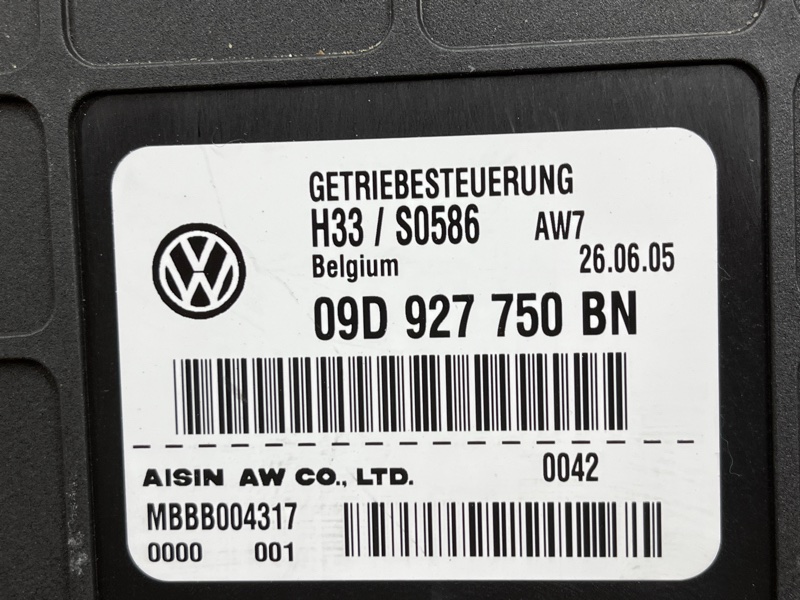 GETRIEBESTEUERUNG
H33 / S0586 AW7
Belgium 26.06.05
09D 927 750 BN
AISIN AW CO., LTD. 0042
MBBB004317
0000 001